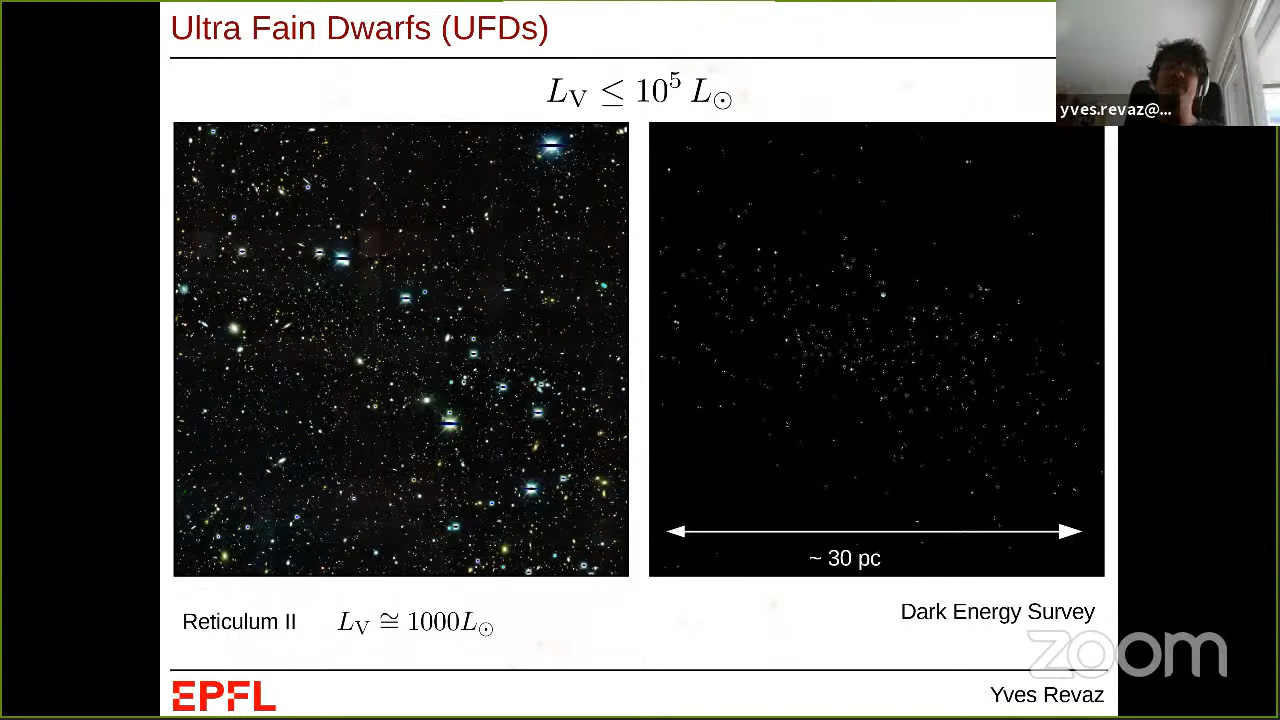 Ultra Fain Dwarfs (UFDs)
L_V ≤ 10^5 L_⊙
yves.revaz@...
~ 30 pc
Reticulum II L_V ≅ 1000L_⊙
Dark Energy Survey
zoom
EPFL
Yves Revaz